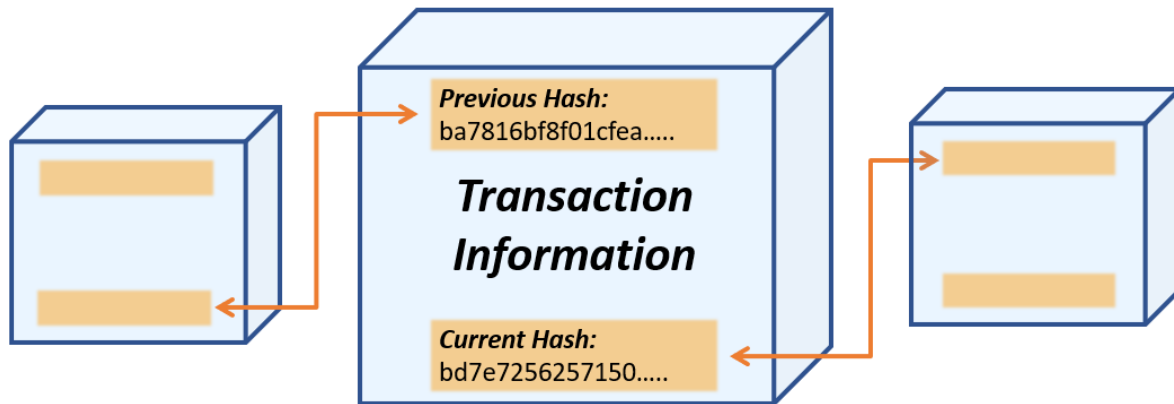 Previous Hash:
ba7816bf8f01cfea.....
Transaction
Information
Current Hash:
bd7e7256257150.....